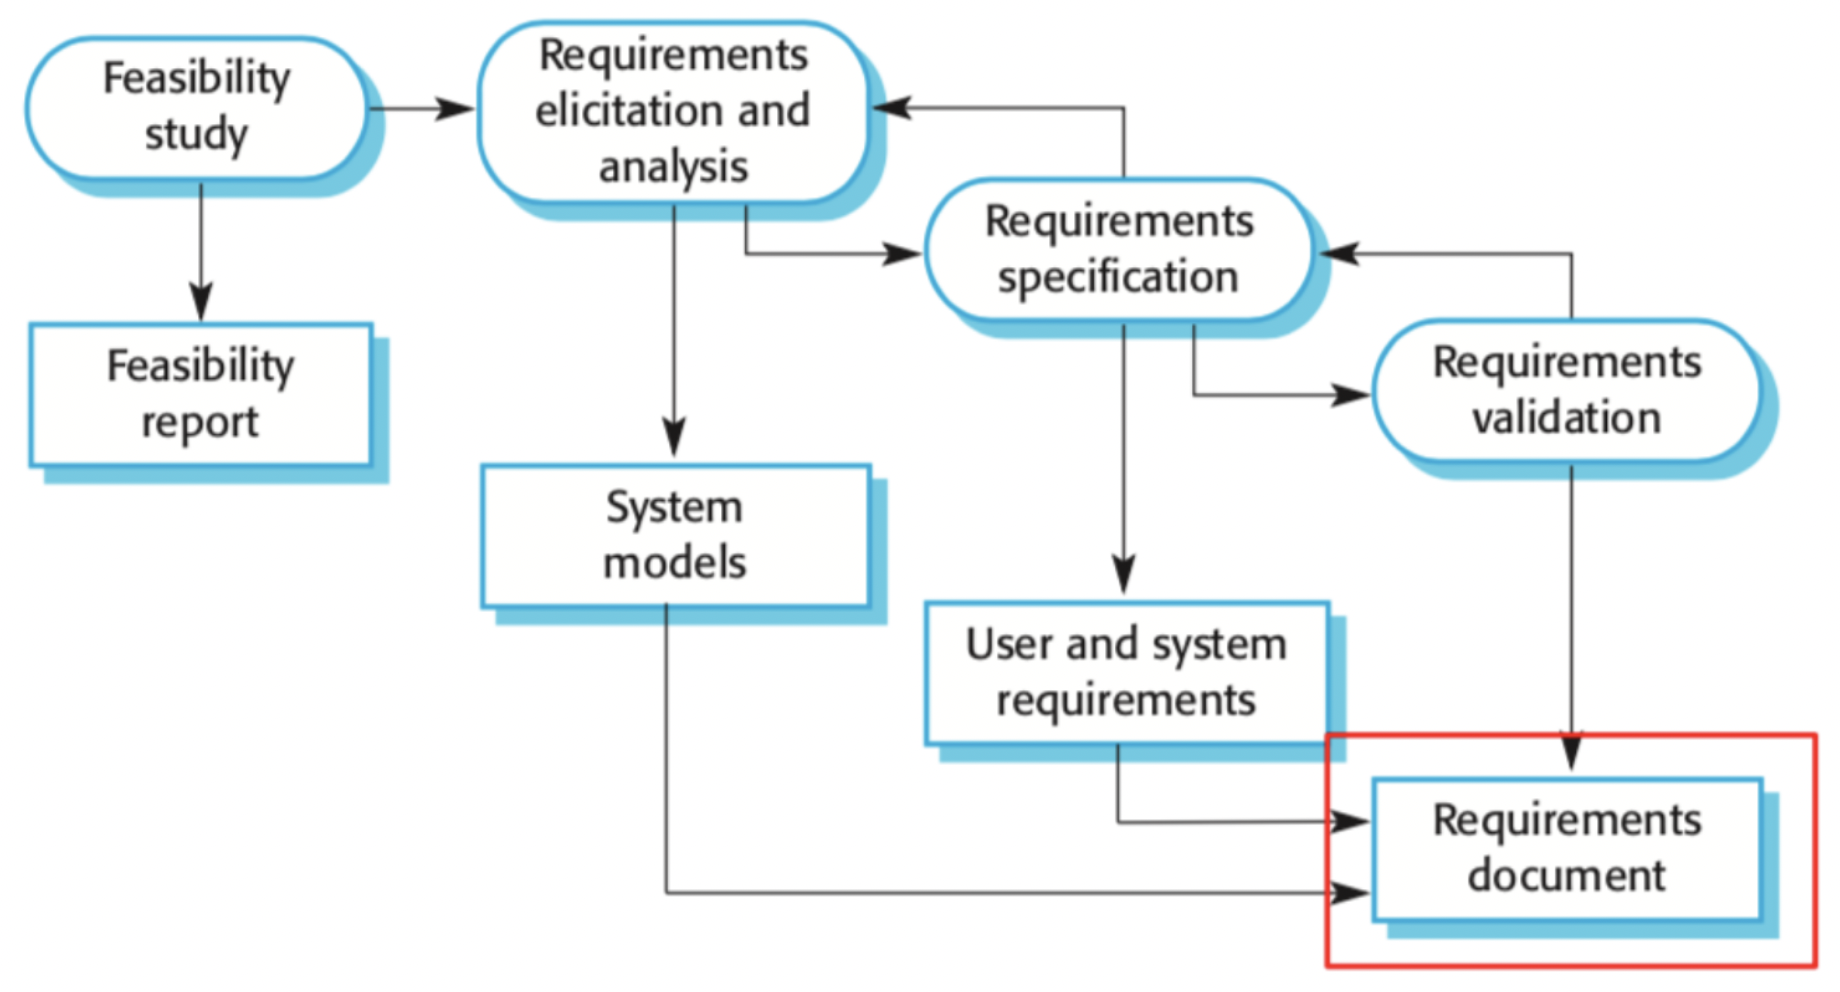 Feasibility
study
Requirements
elicitation and
analysis
Requirements
specification
Requirements
validation
Feasibility
report
System
models
User and system
requirements
Requirements
document